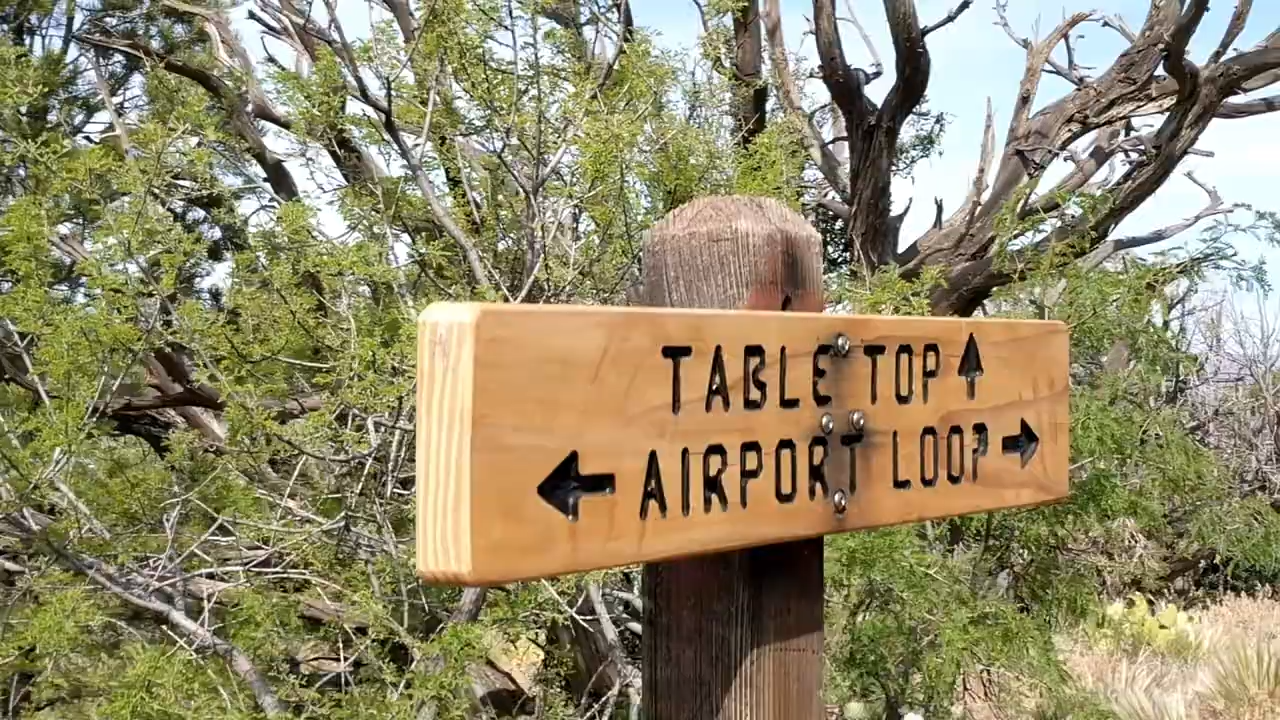 TABLE TOP ↑
← AIRPORT LOOP →